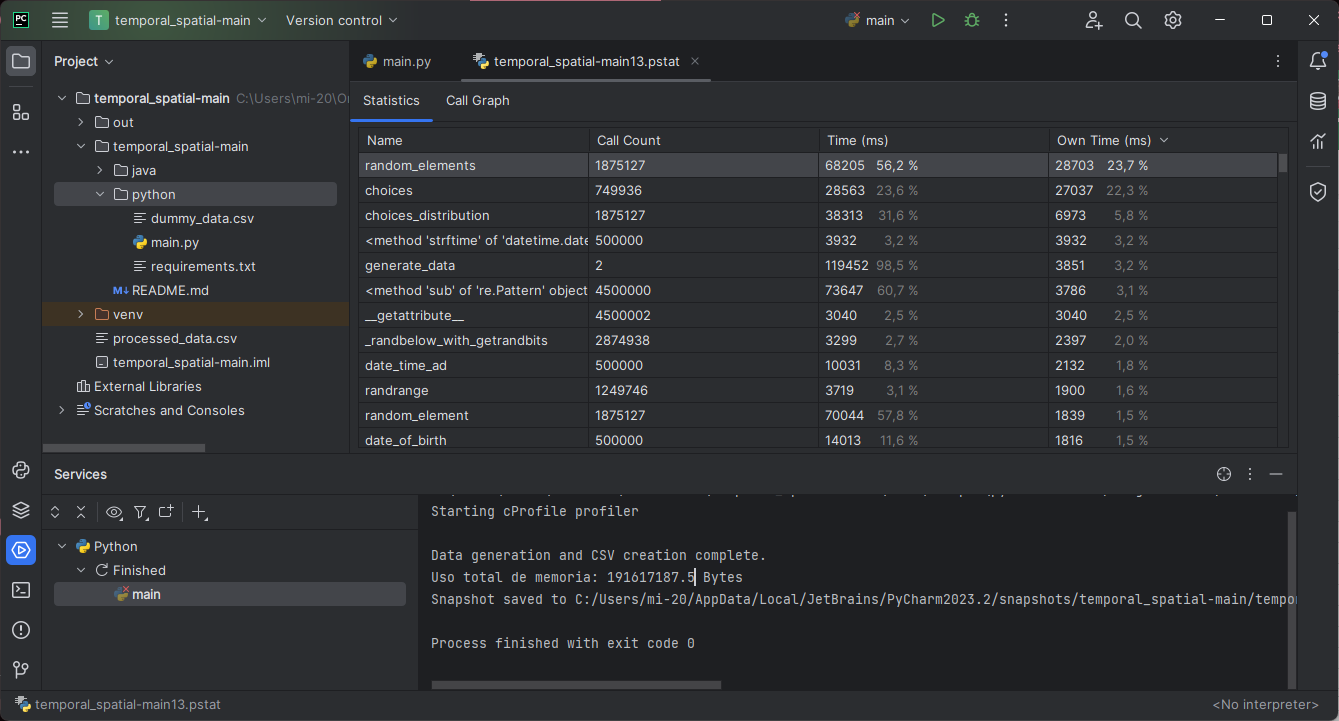 PC
T temporal_spatial-main Version control main
Project
temporal_spatial-main C:\Users\mi-20\On
out
temporal_spatial-main
java
python
dummy_data.csv
main.py
requirements.txt
M↓ README.md
venv
processed_data.csv
temporal_spatial-main.iml
External Libraries
Scratches and Consoles
main.py temporal_spatial-main13.pstat
Statistics Call Graph
Name Call Count Time (ms) Own Time (ms)
random_elements 1875127 68205 56,2 % 28703 23,7 %
choices 749936 28563 23,6 % 27037 22,3 %
choices_distribution 1875127 38313 31,6 % 6973 5,8 %
<method 'strftime' of 'datetime.date 500000 3932 3,2 % 3932 3,2 %
generate_data 2 119452 98,5 % 3851 3,2 %
<method 'sub' of 're.Pattern' object 4500000 73647 60,7 % 3786 3,1 %
__getattribute__ 4500002 3040 2,5 % 3040 2,5 %
_randbelow_with_getrandbits 2874938 3299 2,7 % 2397 2,0 %
date_time_ad 500000 10031 8,3 % 2132 1,8 %
randrange 1249746 3719 3,1 % 1900 1,6 %
random_element 1875127 70044 57,8 % 1839 1,5 %
date_of_birth 500000 14013 11,6 % 1816 1,5 %
Services
Python
Finished
main
Starting cProfile profiler
Data generation and CSV creation complete.
Uso total de memoria: 191617187.5 Bytes
Snapshot saved to C:/Users/mi-20/AppData/Local/JetBrains/PyCharm2023.2/snapshots/temporal_spatial-main/tempo
Process finished with exit code 0
temporal_spatial-main13.pstat <No interpreter>